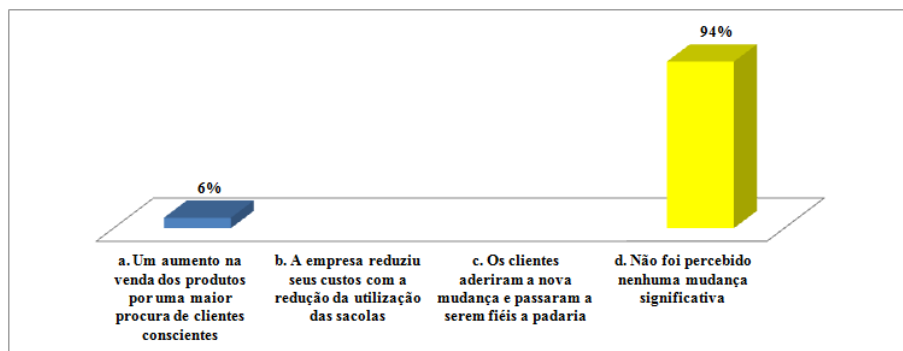 94%
6%
a. Um aumento na
venda dos produtos
por uma maior
procura de clientes
conscientes
b. A empresa reduziu
seus custos com a
redução da utilização
das sacolas
c. Os clientes
aderiram a nova
mudança e passaram a
serem fiéis a padaria
d. Não foi percebido
nenhuma mudança
significativa